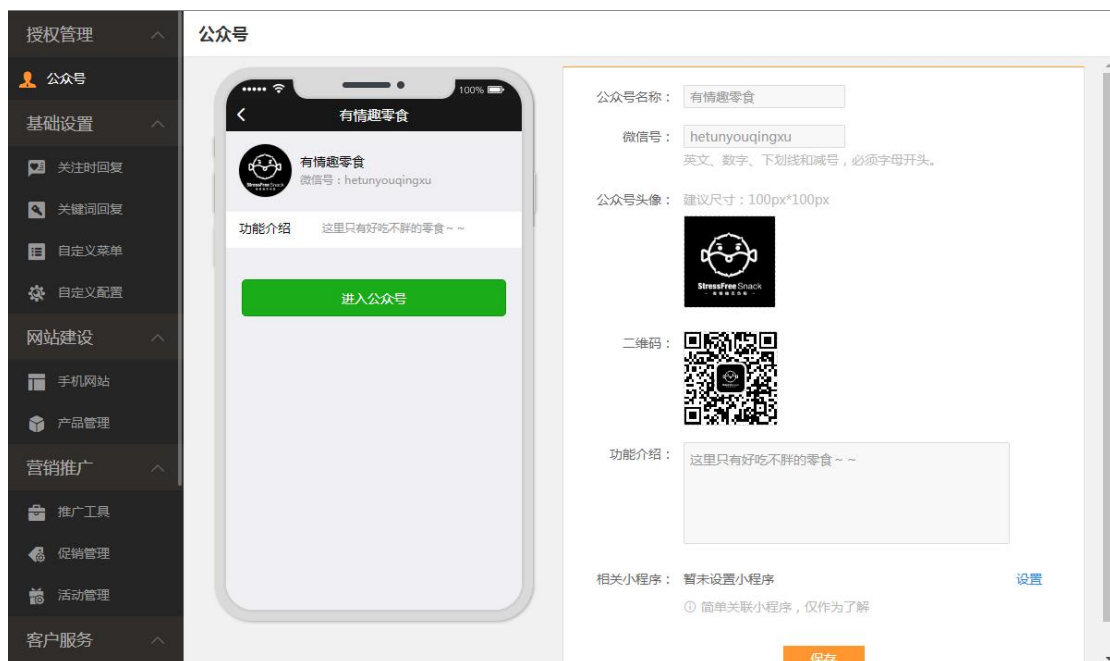 授权管理
公众号
基础设置
关注时回复
关键词回复
自定义菜单
自定义配置
网站建设
手机网站
产品管理
营销推广
推广工具
促销管理
活动管理
客户服务
公众号
100%
有情趣零食
有情趣零食
微信号：hetunyouqingxu
功能介绍 这里只有好吃不胖的零食～～
进入公众号
公众号名称： 有情趣零食
微信号： hetunyouqingxu
英文、数字、下划线和减号，必须字母开头。
公众号头像： 建议尺寸：100px*100px
StressFree Snack
二维码：
功能介绍： 这里只有好吃不胖的零食～～
相关小程序： 暂未设置小程序 设置
简单关联小程序，仅作为了解
保存